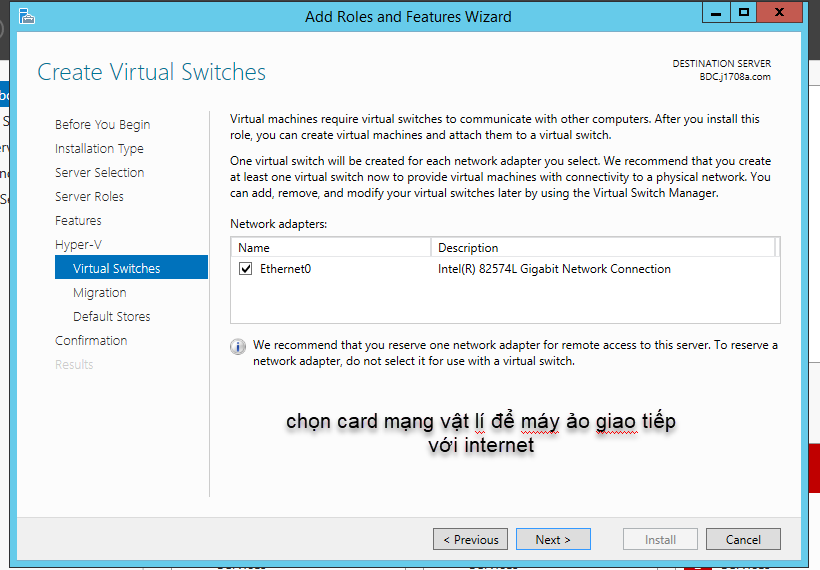 Add Roles and Features Wizard
Create Virtual Switches
DESTINATION SERVER
BDC.j1708a.com
Before You Begin
Installation Type
Server Selection
Server Roles
Features
Hyper-V
Virtual Switches
Migration
Default Stores
Confirmation
Results
Virtual machines require virtual switches to communicate with other computers. After you install this
role, you can create virtual machines and attach them to a virtual switch.
One virtual switch will be created for each network adapter you select. We recommend that you create
at least one virtual switch now to provide virtual machines with connectivity to a physical network. You
can add, remove, and modify your virtual switches later by using the Virtual Switch Manager.
Network adapters:
Name Description
Ethernet0 Intel(R) 82574L Gigabit Network Connection
We recommend that you reserve one network adapter for remote access to this server. To reserve a
network adapter, do not select it for use with a virtual switch.
chọn card mạng vật lí để máy ảo giao tiếp
với internet
< Previous Next > Install Cancel